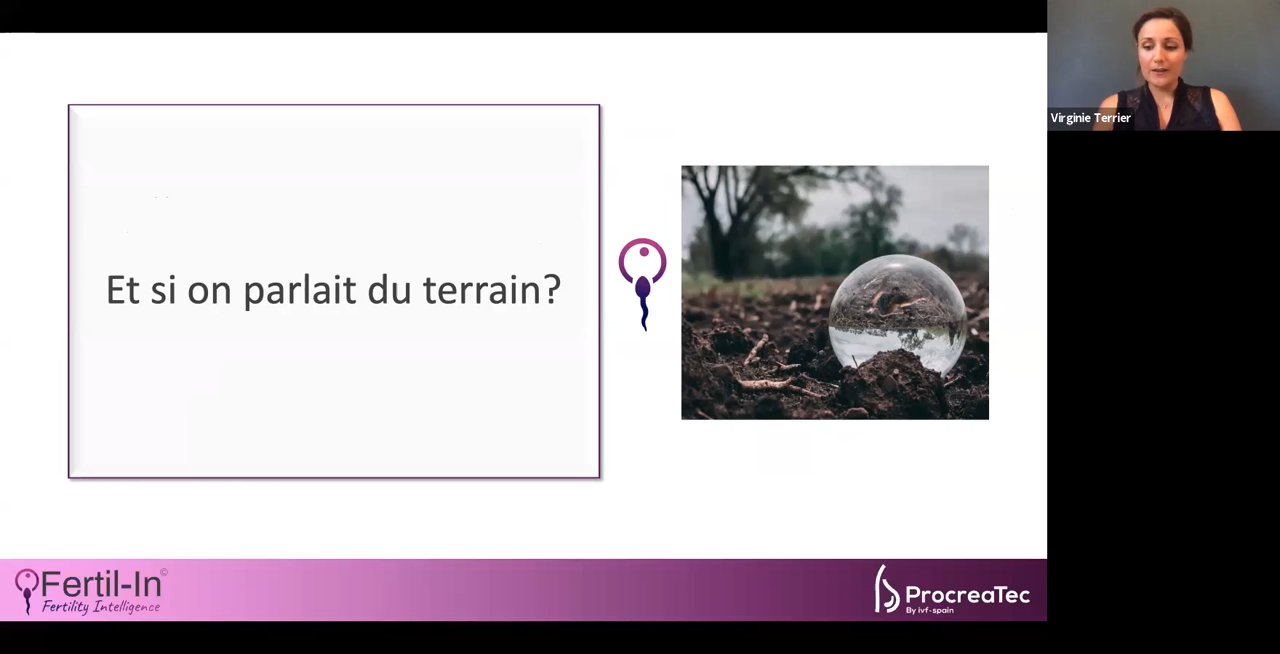 Virginie Terrier
Et si on parlait du terrain?
Fertil-In©
Fertility Intelligence
ProcreaTec
By ivf-spain